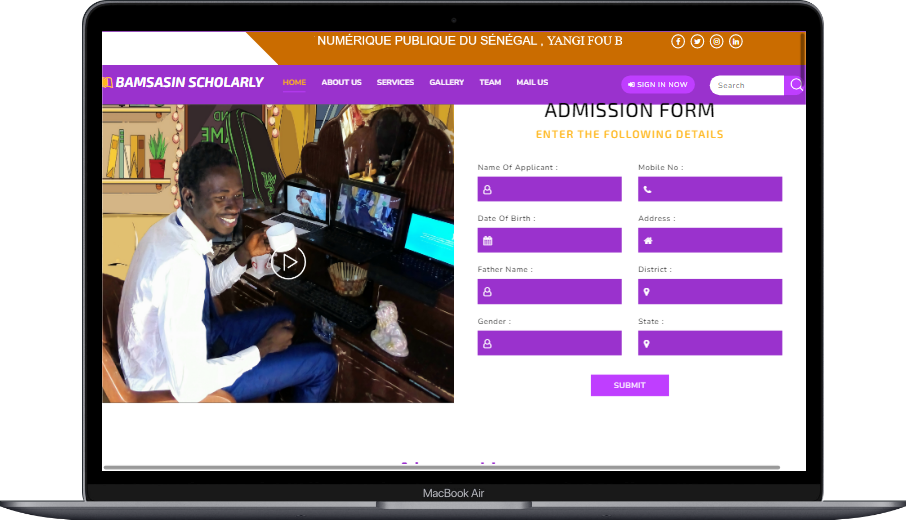 NUMÉRIQUE PUBLIQUE DU SÉNÉGAL , YANGI FOU B
BAMSASIN SCHOLARLY HOME ABOUT US SERVICES GALLERY TEAM MAIL US SIGN IN NOW Search
ADMISSION FORM
ENTER THE FOLLOWING DETAILS
Name Of Applicant : Mobile No :
Date Of Birth : Address :
Father Name : District :
Gender : State :
SUBMIT
MacBook Air